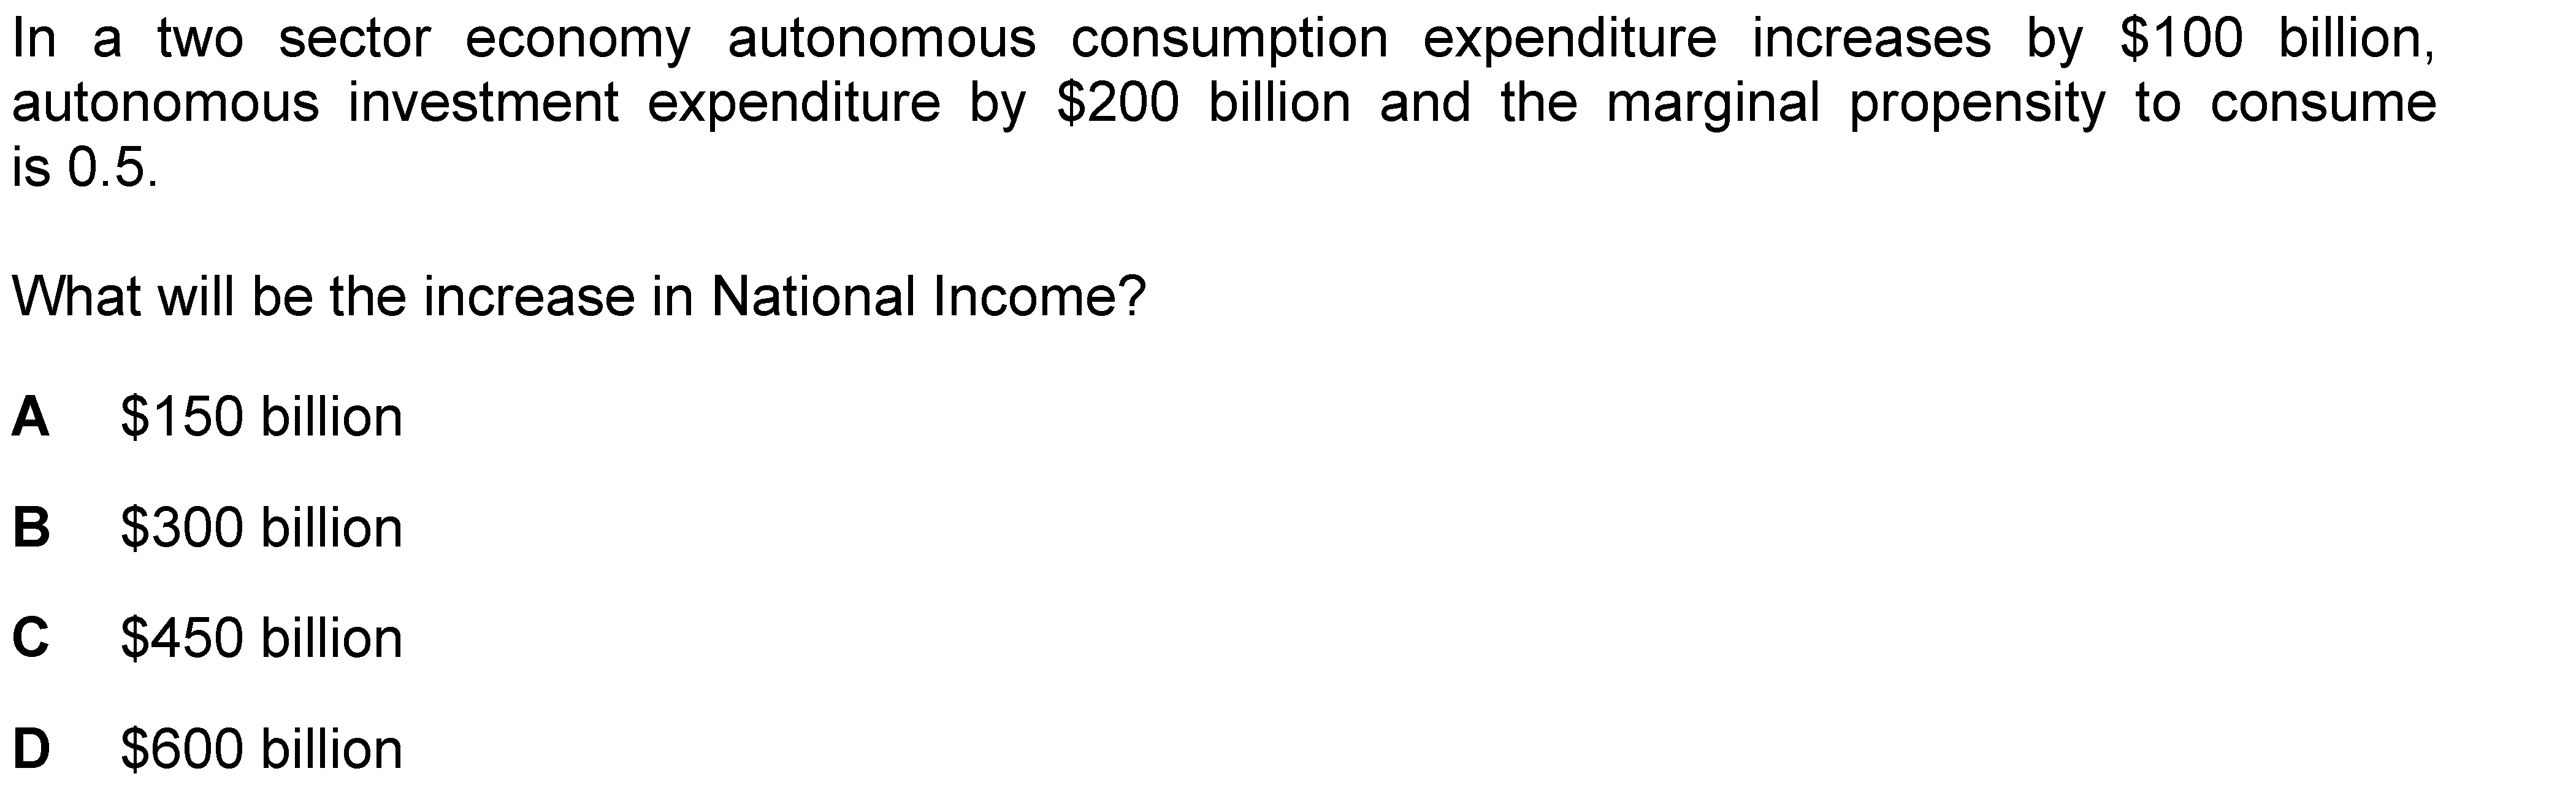 In a two sector economy autonomous consumption expenditure increases by $100 billion,
autonomous investment expenditure by $200 billion and the marginal propensity to consume
is 0.5.
What will be the increase in National Income?
A $150 billion
B $300 billion
C $450 billion
D $600 billion